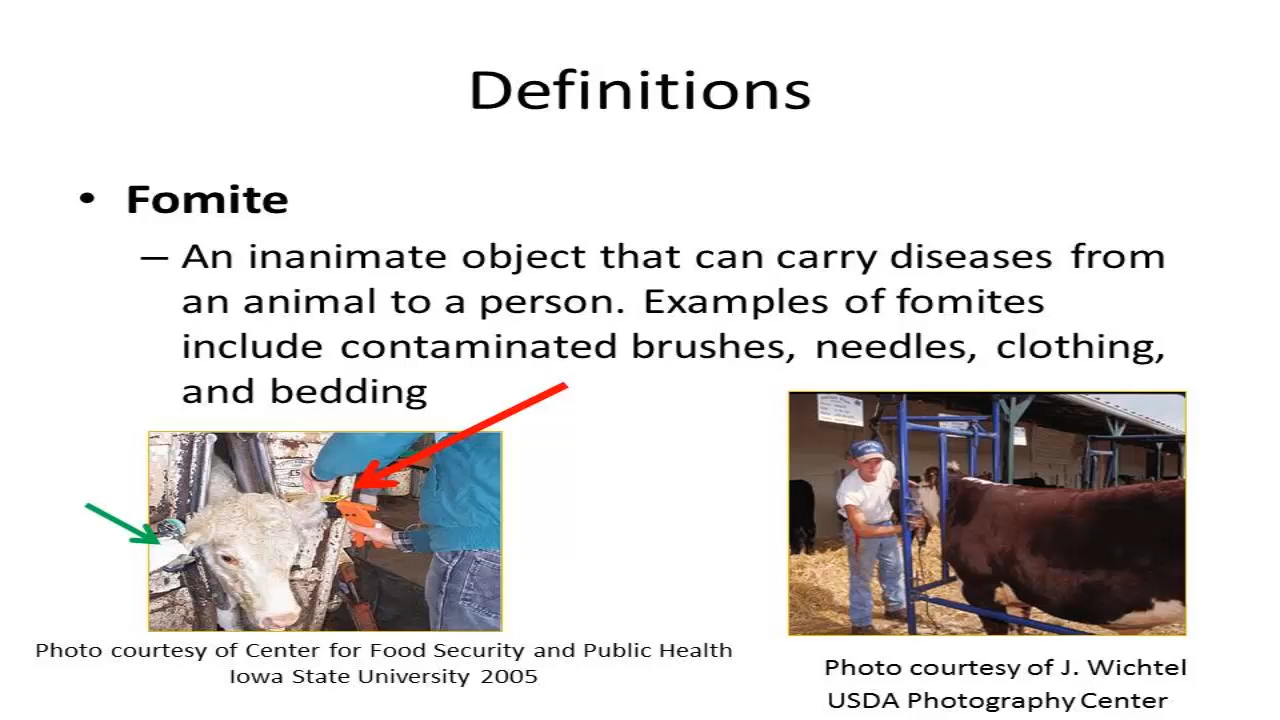 Definitions
• Fomite
– An inanimate object that can carry diseases from
an animal to a person. Examples of fomites
include contaminated brushes, needles, clothing,
and bedding
Photo courtesy of Center for Food Security and Public Health
Iowa State University 2005
Photo courtesy of J. Wichtel
USDA Photography Center